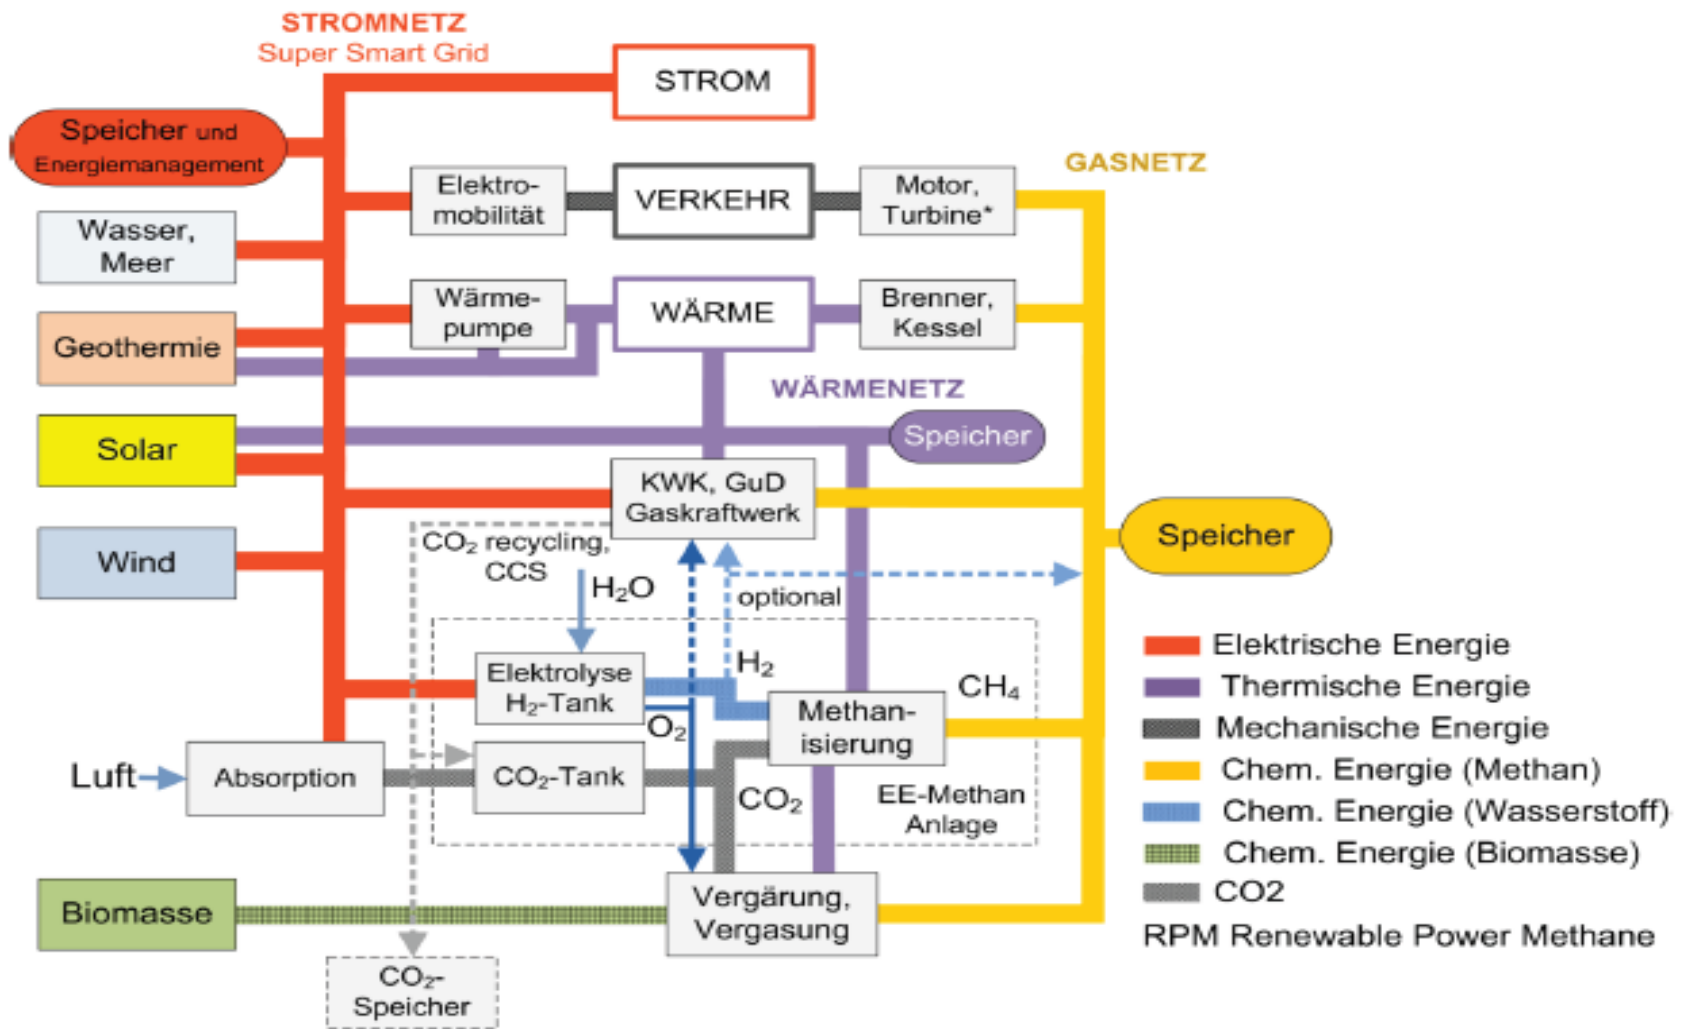 STROMNETZ
Super Smart Grid
STROM
Speicher und
Energiemanagement
GASNETZ
Elektro-
mobilität
VERKEHR
Motor,
Turbine*
Wasser,
Meer
Wärme-
pumpe
WÄRME
Brenner,
Kessel
Geothermie
WÄRMENETZ
Solar
Speicher
KWK, GuD
Gaskraftwerk
Speicher
Wind
CO₂ recycling,
CCS
H₂O
optional
Elektrolyse
H₂-Tank
H₂
O₂
CH₄
Methan-
isierung
Luft
Absorption
CO₂-Tank
CO₂
EE-Methan
Anlage
Biomasse
Vergärung,
Vergasung
CO₂-
Speicher
Elektrische Energie
Thermische Energie
Mechanische Energie
Chem. Energie (Methan)
Chem. Energie (Wasserstoff)
Chem. Energie (Biomasse)
CO2
RPM Renewable Power Methane